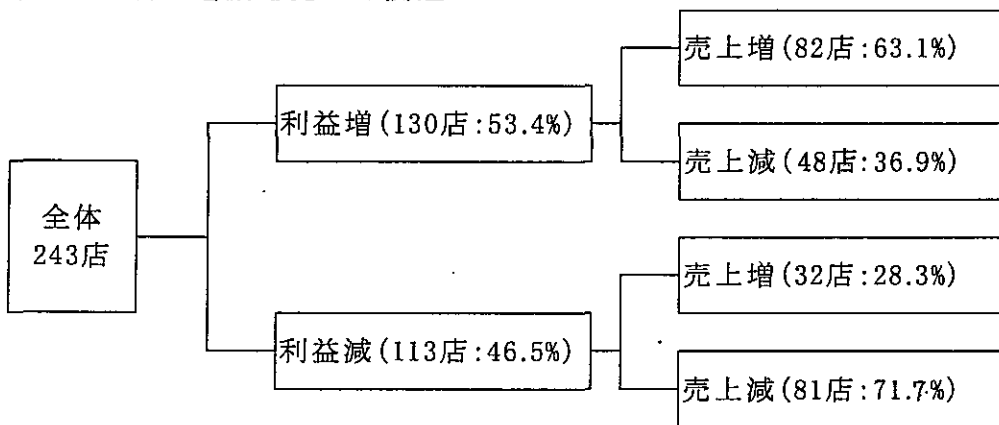 売上増(82店:63.1%)
利益増(130店:53.4%)
売上減(48店:36.9%)
全体
243店
売上増(32店:28.3%)
利益減(113店:46.5%)
売上減(81店:71.7%)